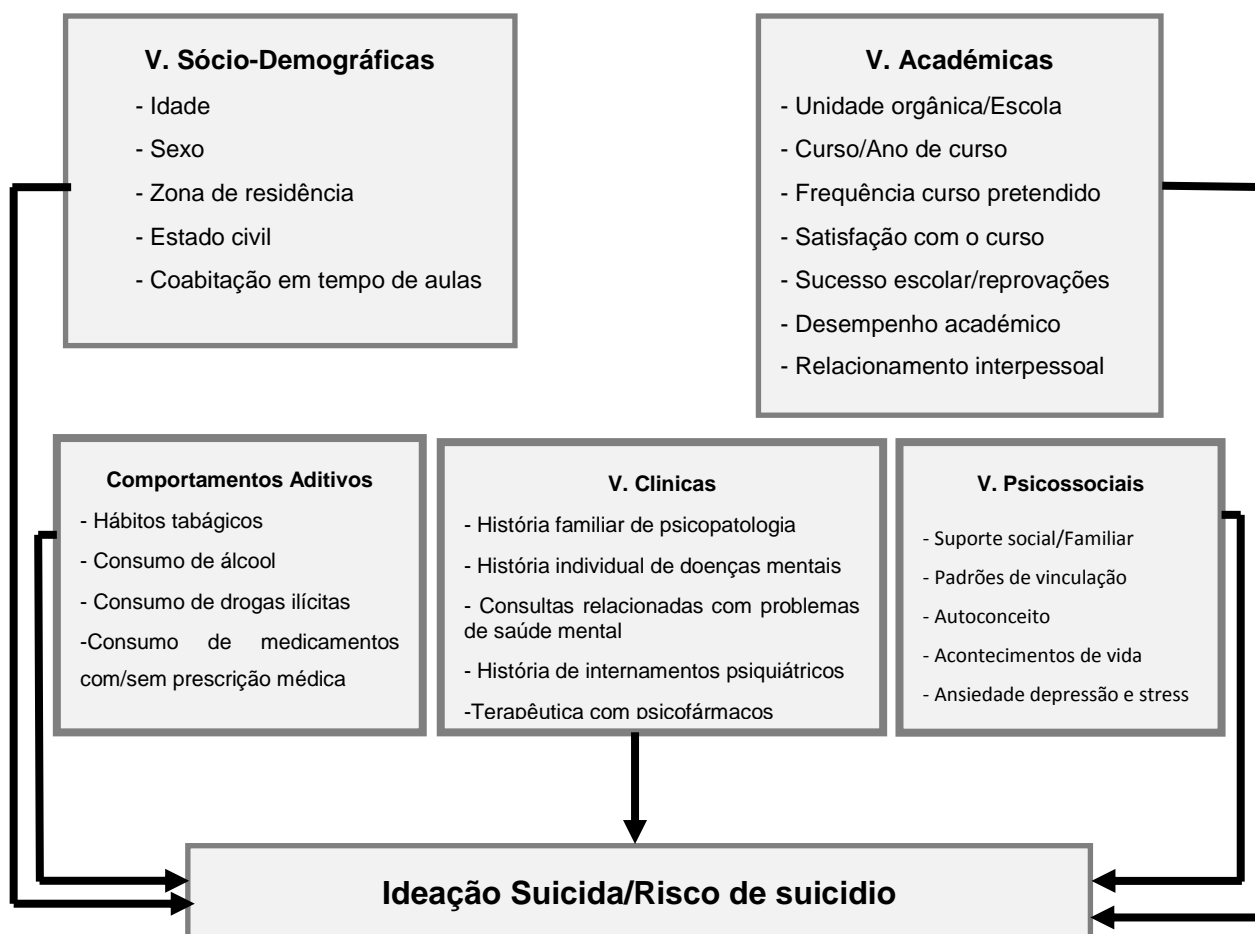 V. Sócio-Demográficas
- Idade
- Sexo
- Zona de residência
- Estado civil
- Coabitação em tempo de aulas
V. Académicas
- Unidade orgânica/Escola
- Curso/Ano de curso
- Frequência curso pretendido
- Satisfação com o curso
- Sucesso escolar/reprovações
- Desempenho académico
- Relacionamento interpessoal
Comportamentos Aditivos
- Hábitos tabágicos
- Consumo de álcool
- Consumo de drogas ilícitas
-Consumo de medicamentos
com/sem prescrição médica
V. Clinicas
- História familiar de psicopatologia
- História individual de doenças mentais
- Consultas relacionadas com problemas
de saúde mental
- História de internamentos psiquiátricos
-Terapêutica com psicofármacos
V. Psicossociais
- Suporte social/Familiar
- Padrões de vinculação
- Autoconceito
- Acontecimentos de vida
- Ansiedade depressão e stress
Ideação Suicida/Risco de suicidio